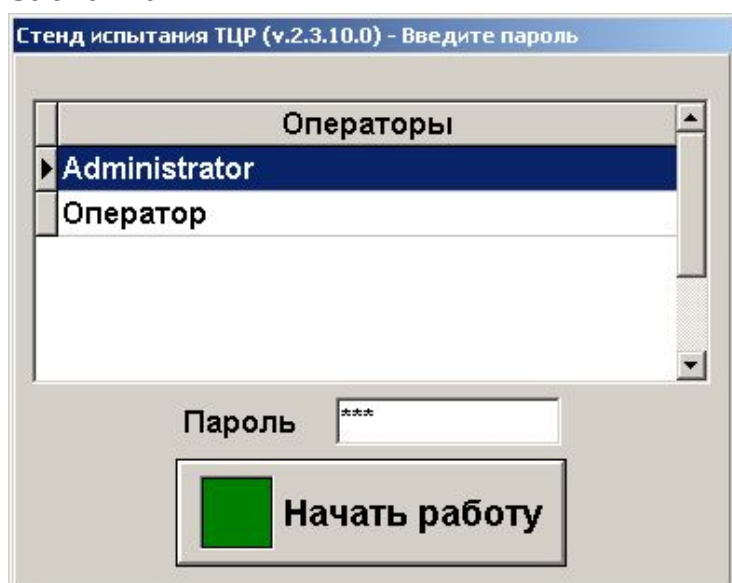 Стенд испытания ТЦР (v.2.3.10.0) - Введите пароль
Операторы
Administrator
Оператор
Пароль ***
Начать работу